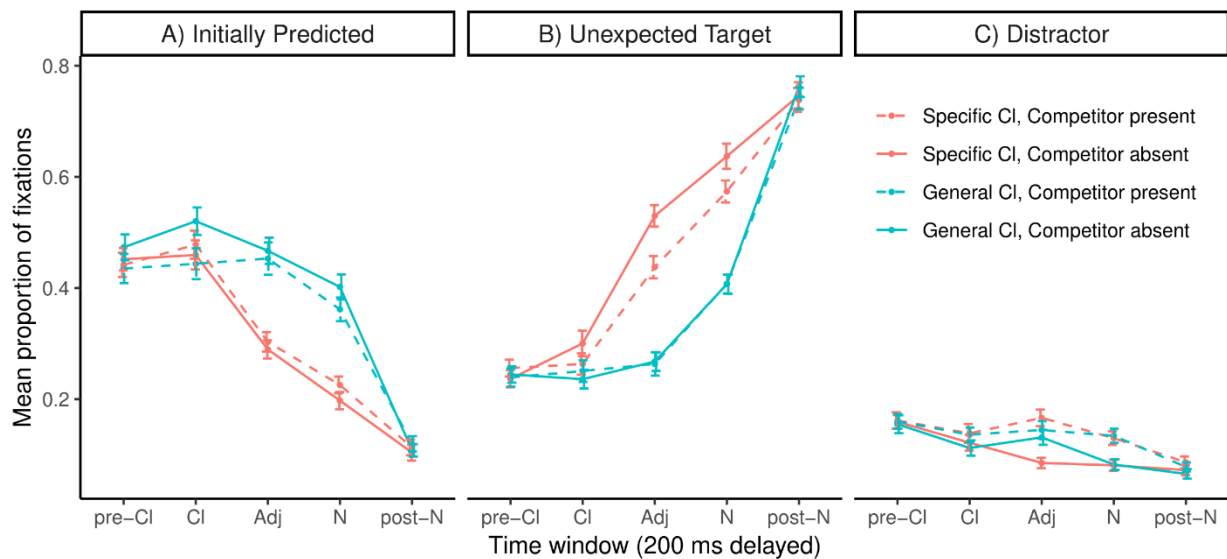 A) Initially Predicted
B) Unexpected Target
C) Distractor
Mean proportion of fixations
0.8
0.6
0.4
0.2
Specific Cl, Competitor present
Specific Cl, Competitor absent
General Cl, Competitor present
General Cl, Competitor absent
pre−Cl Cl Adj N post−N
pre−Cl Cl Adj N post−N
pre−Cl Cl Adj N post−N
Time window (200 ms delayed)